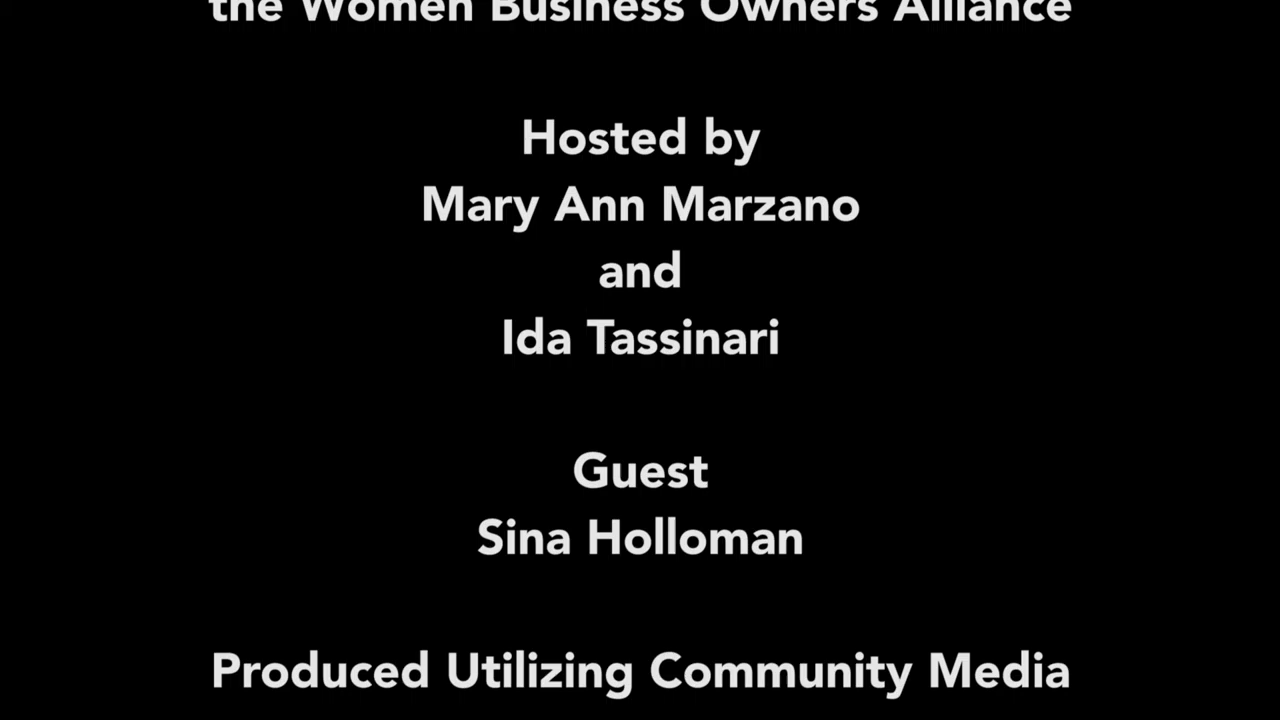 the Women Business Owners Alliance
Hosted by
Mary Ann Marzano
and
Ida Tassinari
Guest
Sina Holloman
Produced Utilizing Community Media